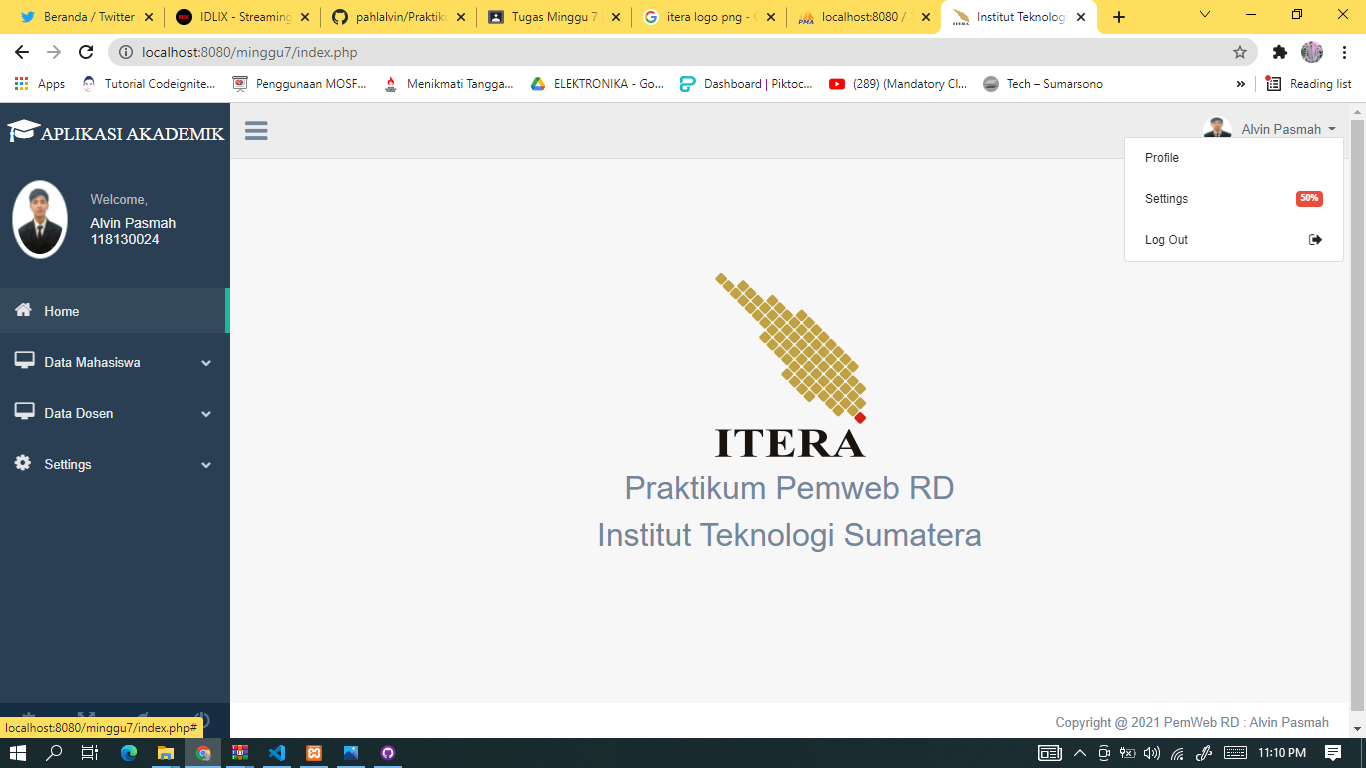 Beranda / Twitter
IDLIX - Streaming
pahlalvin/Praktiku
Tugas Minggu 7
itera logo png -
localhost:8080 /
Institut Teknologi
localhost:8080/minggu7/index.php
Apps
Tutorial Codeignite...
Penggunaan MOSF...
Menikmati Tangga...
ELEKTRONIKA - Go...
Dashboard | Piktoc...
(289) (Mandatory Cl...
Tech – Sumarsono
»
Reading list
APLIKASI AKADEMIK
Alvin Pasmah
Profile
Settings
50%
Log Out
Welcome,
Alvin Pasmah
118130024
Home
Data Mahasiswa
Data Dosen
Settings
ITERA
Praktikum Pemweb RD
Institut Teknologi Sumatera
Copyright @ 2021 PemWeb RD : Alvin Pasmah
localhost:8080/minggu7/index.php#
11:10 PM